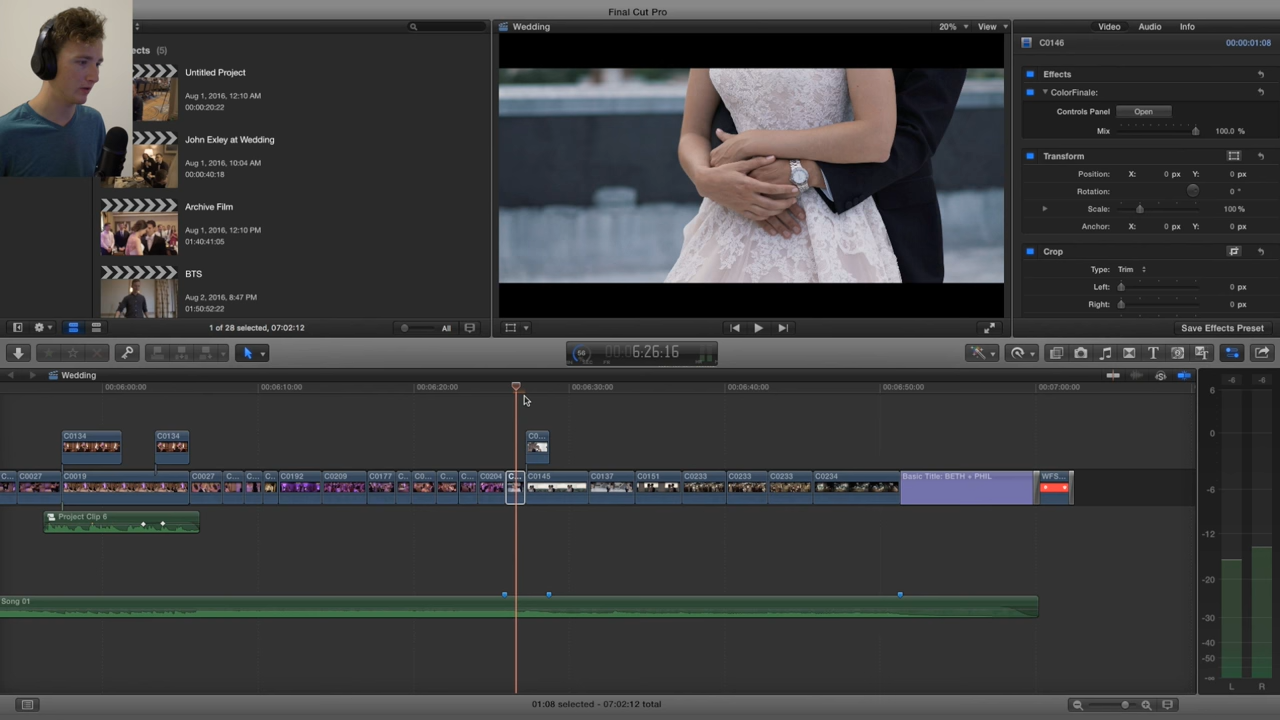 Final Cut Pro
ects (5)
Untitled Project
Aug 1, 2016, 12:10 AM
00:00:20:22
John Exley at Wedding
Aug 1, 2016, 10:04 AM
00:00:40:18
Archive Film
Aug 1, 2016, 12:10 PM
01:40:41:05
BTS
Aug 2, 2016, 8:47 PM
01:50:52:22
1 of 28 selected, 07:02:12
All
Wedding
20%
View
Video Audio Info
C0146
00:00:01:08
Effects
ColorFinale:
Controls Panel
Open
Mix
100.0 %
Transform
Position: X: 0 px Y: 0 px
Rotation: 0 °
Scale: 100 %
Anchor: X: 0 px Y: 0 px
Crop
Type: Trim
Left: 0 px
Right: 0 px
Save Effects Preset
56
6:26:16
Wedding
00:06:00:00 00:06:10:00 00:06:20:00 00:06:30:00 00:06:40:00 00:06:50:00 00:07:00:00
C0134 C0134 C0...
C... C0027 C0019 C0027 C... C... C... C... C0192 C0209 C0177 C... C0... C... C... C0204 C... C0145 C0137 C0151 C0233 C0233 C0233 C0234 Basic Title: BETH + PHIL WFS...
Project Clip 6
Song 01
-6 -6
6
0
-6
-12
-20
-30
-40
-50
-∞
L R
01:08 selected - 07:02:12 total